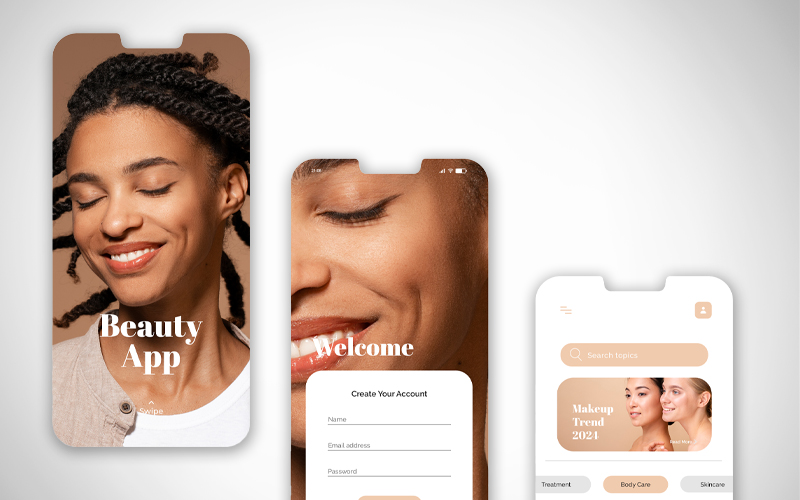 Beauty
App
Swipe
Welcome
Create Your Account
Name
Email address
Password
Search topics
Makeup
Trend
2024
Read More
Treatment
Body Care
Skincare